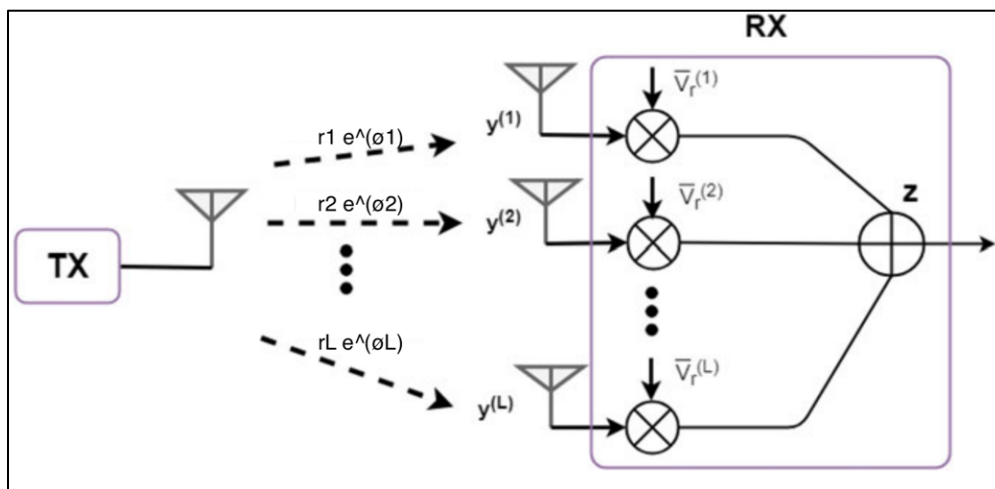 RX
V̅r(1)
y(1)
r1 e^(ø1)
V̅r(2)
z
r2 e^(ø2)
y(2)
TX
rL e^(øL)
V̅r(L)
y(L)